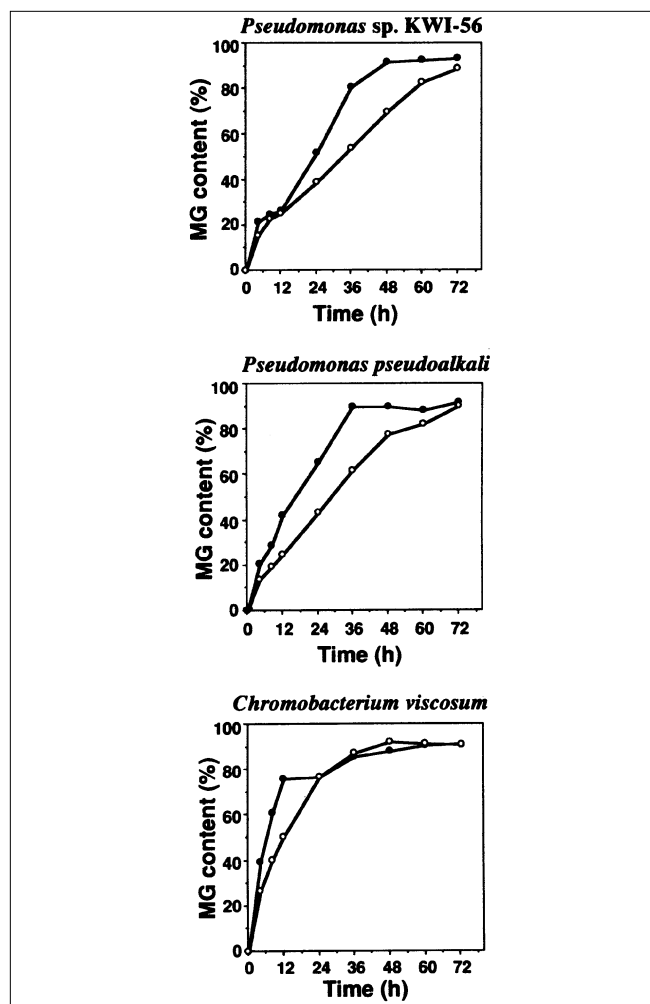 Pseudomonas sp. KWI-56
100
80
60
40
20
0
MG content (%)
0 12 24 36 48 60 72
Time (h)
Pseudomonas pseudoalkali
100
80
60
40
20
0
MG content (%)
0 12 24 36 48 60 72
Time (h)
Chromobacterium viscosum
100
80
60
40
20
0
MG content (%)
0 12 24 36 48 60 72
Time (h)